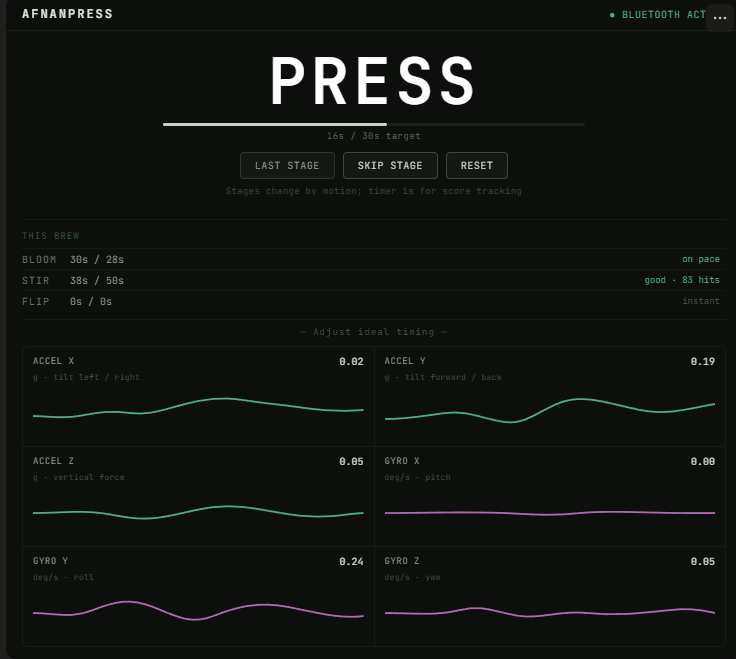 AFNANPRESS
● BLUETOOTH ACT
PRESS
16s / 30s target
LAST STAGE SKIP STAGE RESET
Stages change by motion; timer is for score tracking
THIS BREW
BLOOM 30s / 28s on pace
STIR 38s / 50s good · 83 hits
FLIP 0s / 0s instant
— Adjust ideal timing —
ACCEL X 0.02
g · tilt left / right
ACCEL Y 0.19
g · tilt forward / back
ACCEL Z 0.05
g · vertical force
GYRO X 0.00
deg/s · pitch
GYRO Y 0.24
deg/s · roll
GYRO Z 0.05
deg/s · yaw